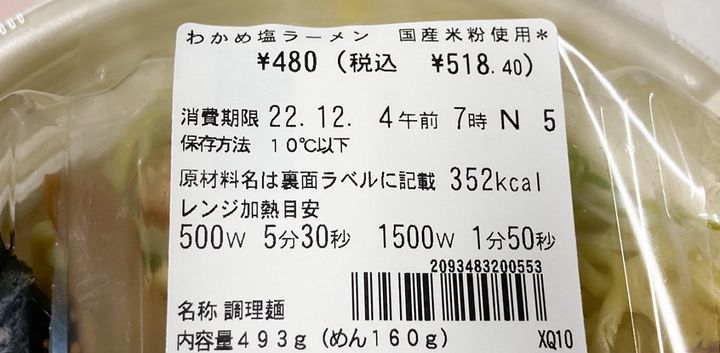 わかめ塩ラーメン 国産米粉使用*
¥480 (税込 ¥518.40)
消費期限 22.12. 4午前 7時 N 5
保存方法 10℃以下
原材料名は裏面ラベルに記載 352kcal
レンジ加熱目安
500W 5分30秒 1500W 1分50秒
2093483200553
名称 調理麺
内容量493g (めん160g) XQ10